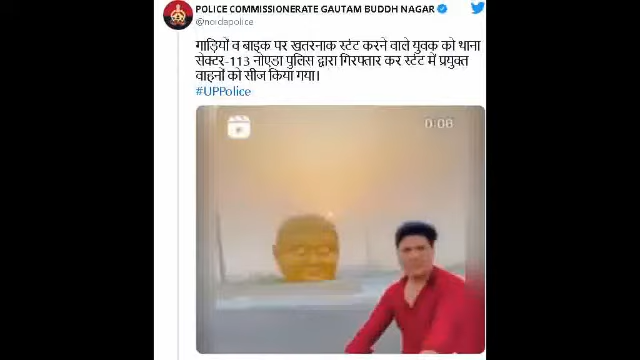 POLICE COMMISSIONERATE GAUTAM BUDDH NAGAR
@noidapolice
गाड़ियों व बाइक पर खतरनाक स्टंट करने वाले युवक को थाना
सेक्टर-113 नोएडा पुलिस द्वारा गिरफ्तार कर स्टंट में प्रयुक्त
वाहनों को सीज किया गया।
#UPPolice
0:08